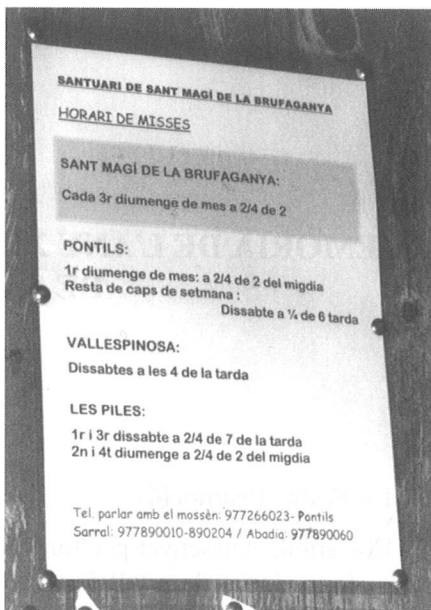 SANTUARI DE SANT MAGÍ DE LA BRUFAGANYA
HORARI DE MISSES
SANT MAGÍ DE LA BRUFAGANYA:
Cada 3r diumenge de mes a 2/4 de 2
PONTILS:
1r diumenge de mes: a 2/4 de 2 del migdia
Resta de caps de setmana :
Dissabte a ¼ de 6 tarda
VALLESPINOSA:
Dissabtes a les 4 de la tarda
LES PILES:
1r i 3r dissabte a 2/4 de 7 de la tarda
2n i 4t diumenge a 2/4 de 2 del migdia
Tel. parlar amb el mossèn: 977266023- Pontils
Sarral: 977890010-890204 / Abadia: 977890060